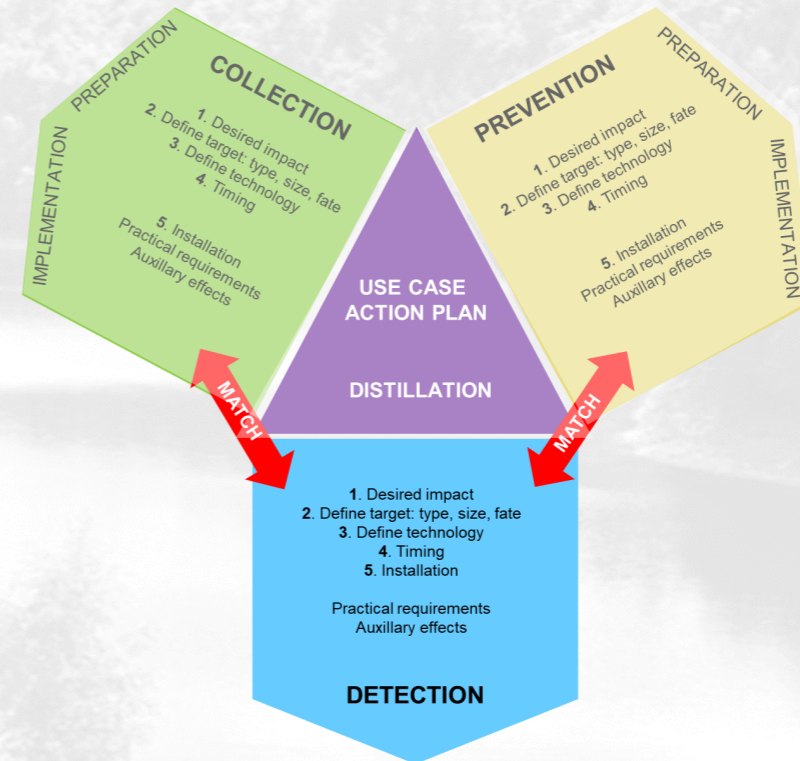 PREPARATION
IMPLEMENTATION
COLLECTION
1. Desired impact
2. Define target: type, size, fate
3. Define technology
4. Timing
5. Installation
Practical requirements
Auxillary effects
PREPARATION
IMPLEMENTATION
PREVENTION
1. Desired impact
2. Define target: type, size, fate
3. Define technology
4. Timing
5. Installation
Practical requirements
Auxillary effects
USE CASE
ACTION PLAN
DISTILLATION
MATCH
MATCH
1. Desired impact
2. Define target: type, size, fate
3. Define technology
4. Timing
5. Installation
Practical requirements
Auxillary effects
DETECTION